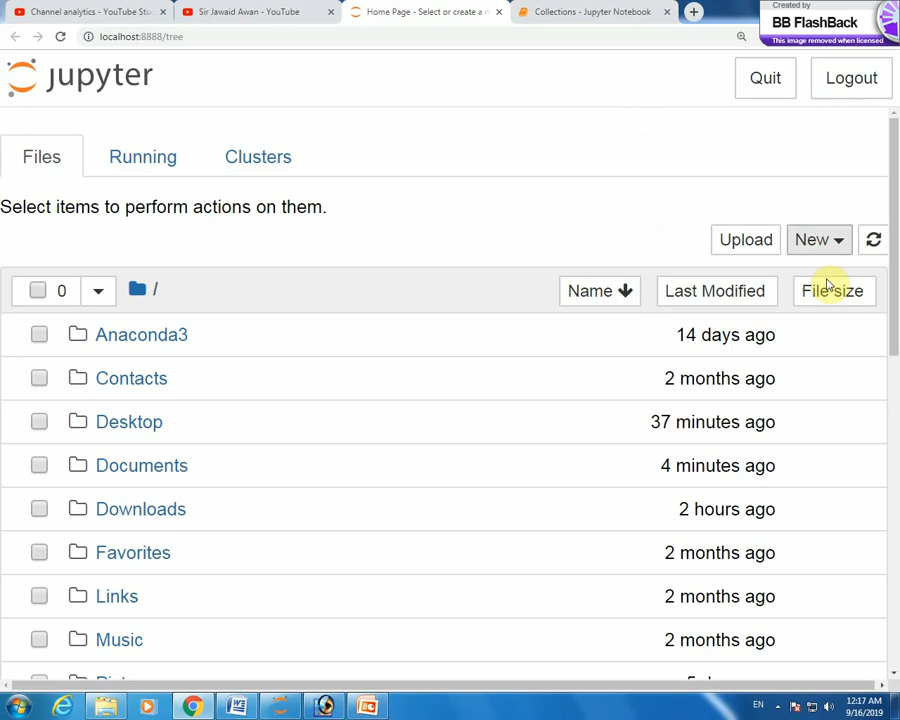 Channel analytics - YouTube Stu
Sir Jawaid Awan - YouTube
Home Page - Select or create a n
Collections - Jupyter Notebook
Created by
BB FlashBack
This image removed when licensed
localhost:8888/tree
jupyter
Quit
Logout
Files
Running
Clusters
Select items to perform actions on them.
Upload
New
0
/
Name
Last Modified
File size
Anaconda3
14 days ago
Contacts
2 months ago
Desktop
37 minutes ago
Documents
4 minutes ago
Downloads
2 hours ago
Favorites
2 months ago
Links
2 months ago
Music
2 months ago
EN
12:17 AM
9/16/2019